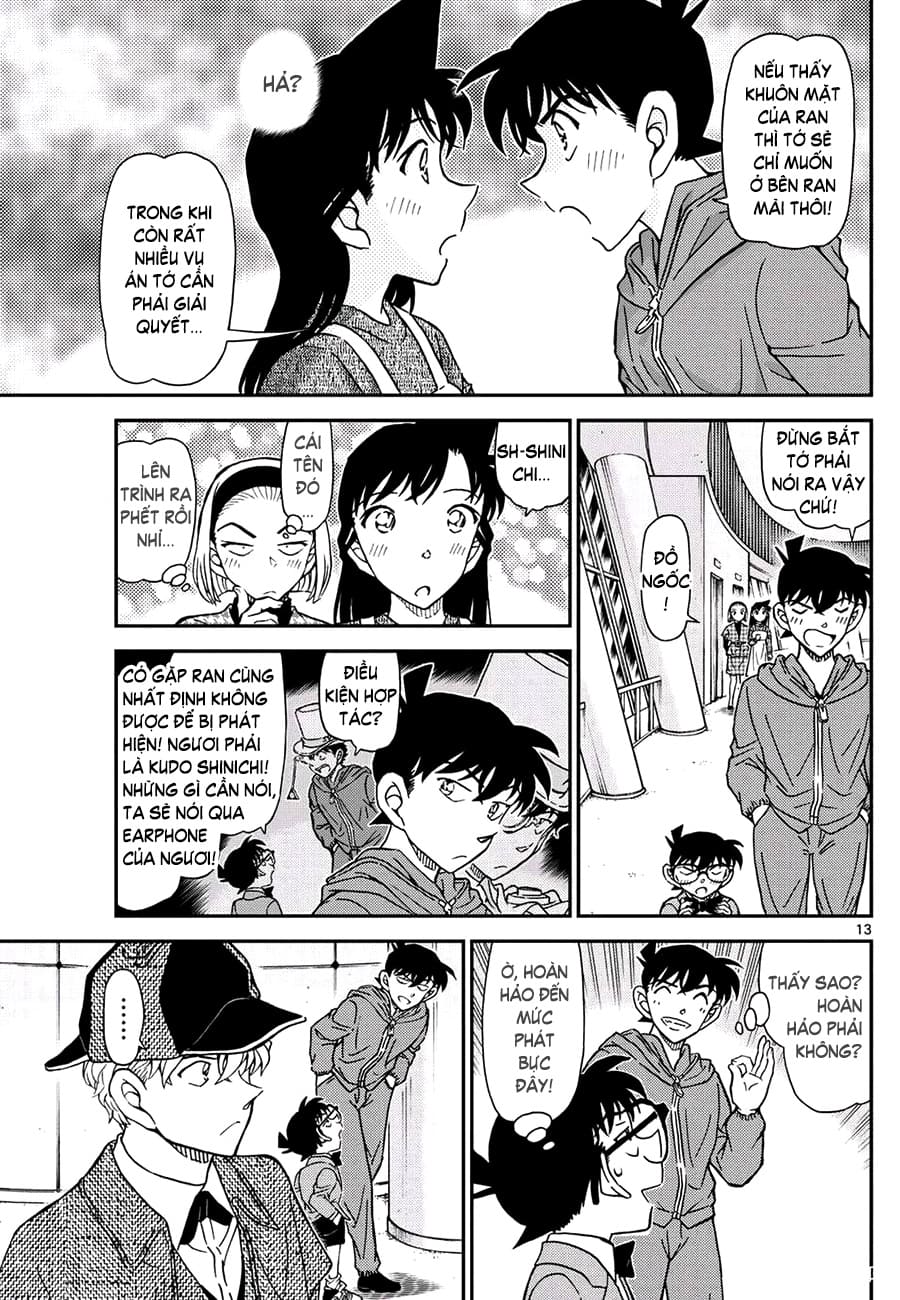 NẾU THẤY
KHUÔN MẶT
CỦA RAN
THÌ TỚ SẼ
CHỈ MUỐN
Ở BÊN RAN
MÃI THÔI!
HẢ?
TRONG KHI
CÒN RẤT
NHIỀU VỤ
ÁN TỚ CẦN
PHẢI GIẢI
QUYẾT...
ĐỪNG BẮT
TỚ PHẢI
NÓI RA VẬY
CHỨ!
ĐỒ
NGỐC
!
SH-SHINI
CHI...
CÁI
TÊN
ĐÓ
...
LÊN
TRÌNH RA
PHẾT RỒI
NHỈ...
ĐIỀU
KIỆN HỢP
TÁC?
CÓ GẶP RAN CŨNG
NHẤT ĐỊNH KHÔNG
ĐƯỢC ĐỂ BỊ PHÁT
HIỆN! NGƯƠI PHẢI
LÀ KUDO SHINICHI!
NHỮNG GÌ CẦN NÓI,
TA SẼ NÓI QUA
EARPHONE
CỦA NGƯƠI!
13
THẤY SAO?
HOÀN
HẢO PHẢI
KHÔNG?
Ờ, HOÀN
HẢO ĐẾN
MỨC
PHÁT
BỰC
ĐÂY!
.......